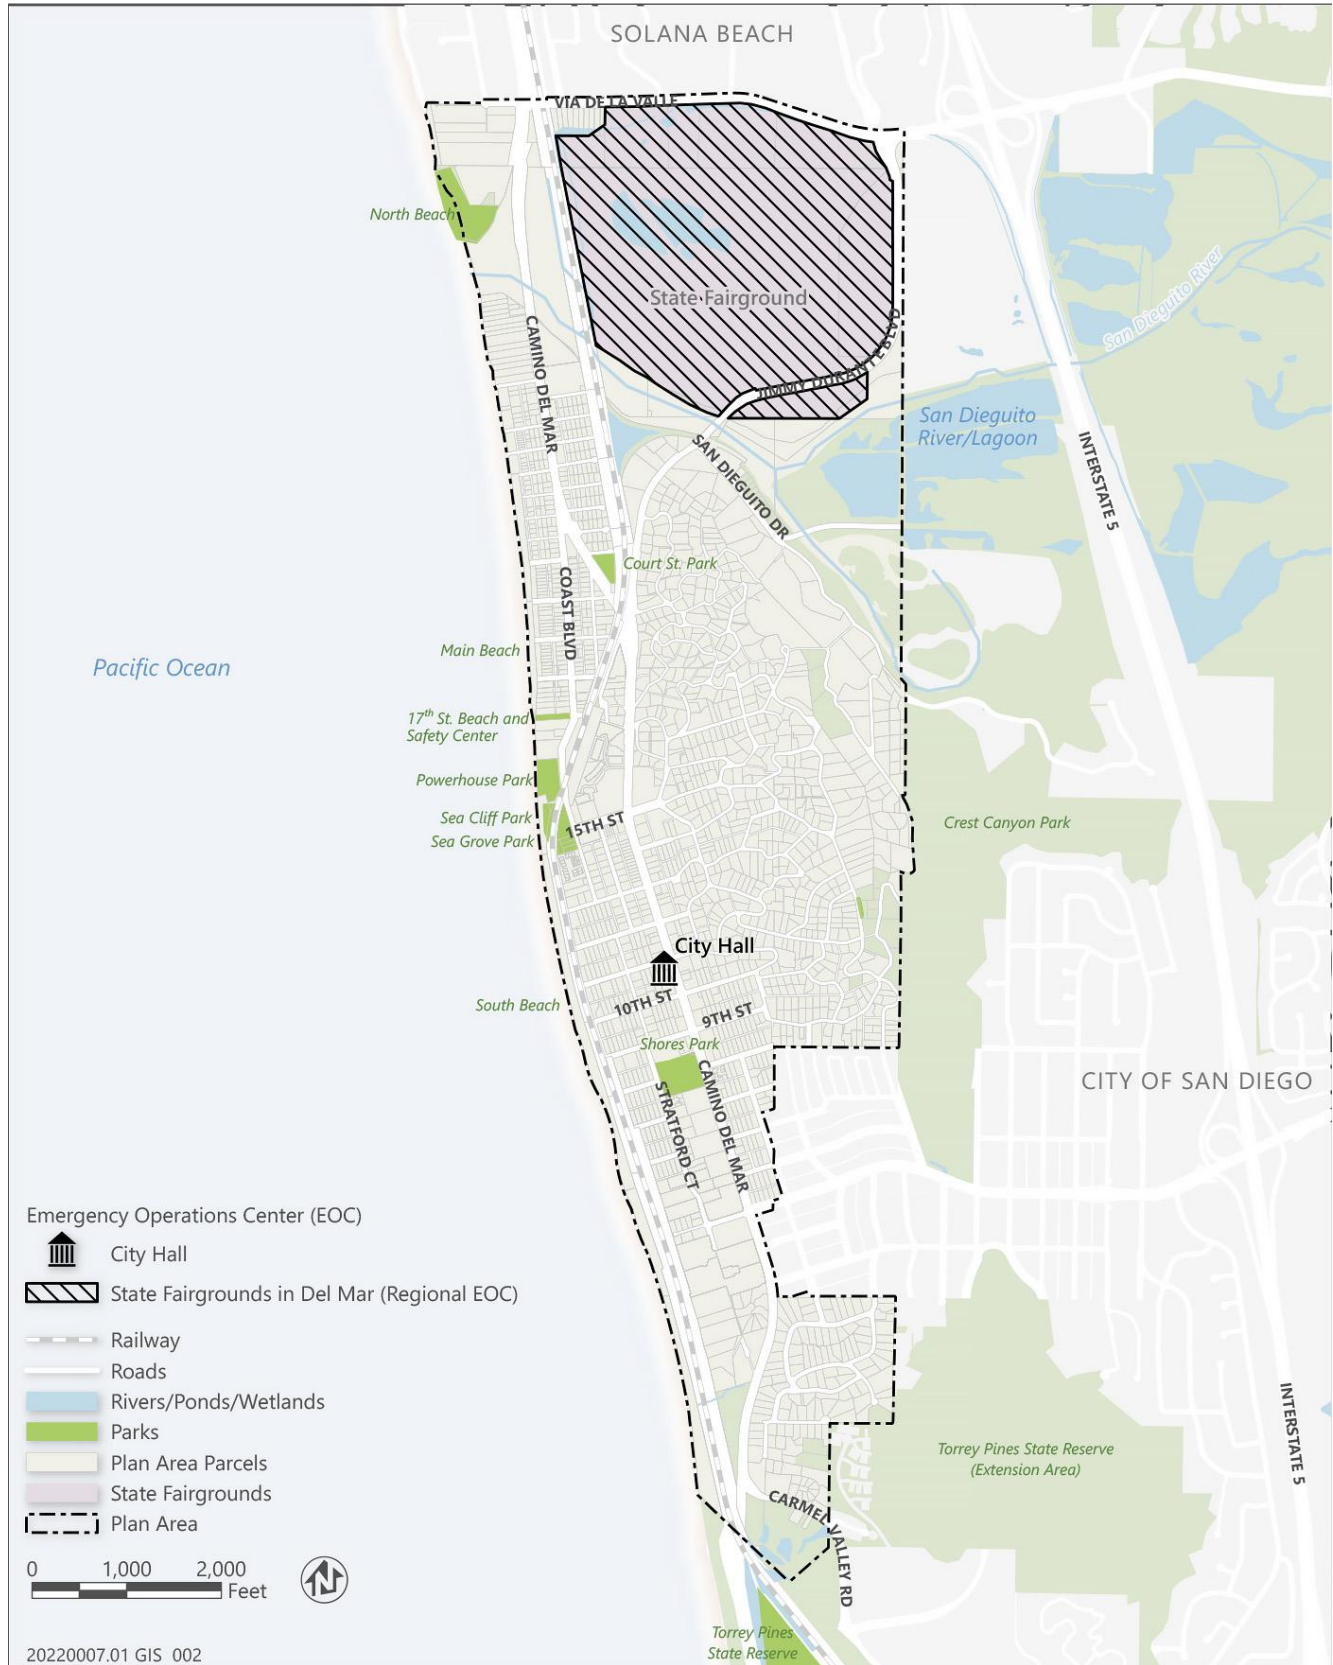 SOLANA BEACH
VIA DE LA VALLE
North Beach
State Fairground
San Dieguito River
CAMINO DEL MAR
JIMMY DURANTE BLVD
San Dieguito
River/Lagoon
SAN DIEGUITO DR
INTERSTATE 5
Court St. Park
COAST BLVD
Main Beach
Pacific Ocean
17th St. Beach and
Safety Center
Powerhouse Park
Sea Cliff Park
15TH ST
Crest Canyon Park
Sea Grove Park
City Hall
South Beach
10TH ST
9TH ST
Shores Park
CITY OF SAN DIEGO
STRATFORD CT
CAMINO DEL MAR
Emergency Operations Center (EOC)
City Hall
State Fairgrounds in Del Mar (Regional EOC)
Railway
Roads
Rivers/Ponds/Wetlands
Parks
Plan Area Parcels
State Fairgrounds
Plan Area
INTERSTATE 5
Torrey Pines State Reserve
(Extension Area)
CARMEL VALLEY RD
0 1,000 2,000
Feet
N
Torrey Pines
State Reserve
20220007.01 GIS 002